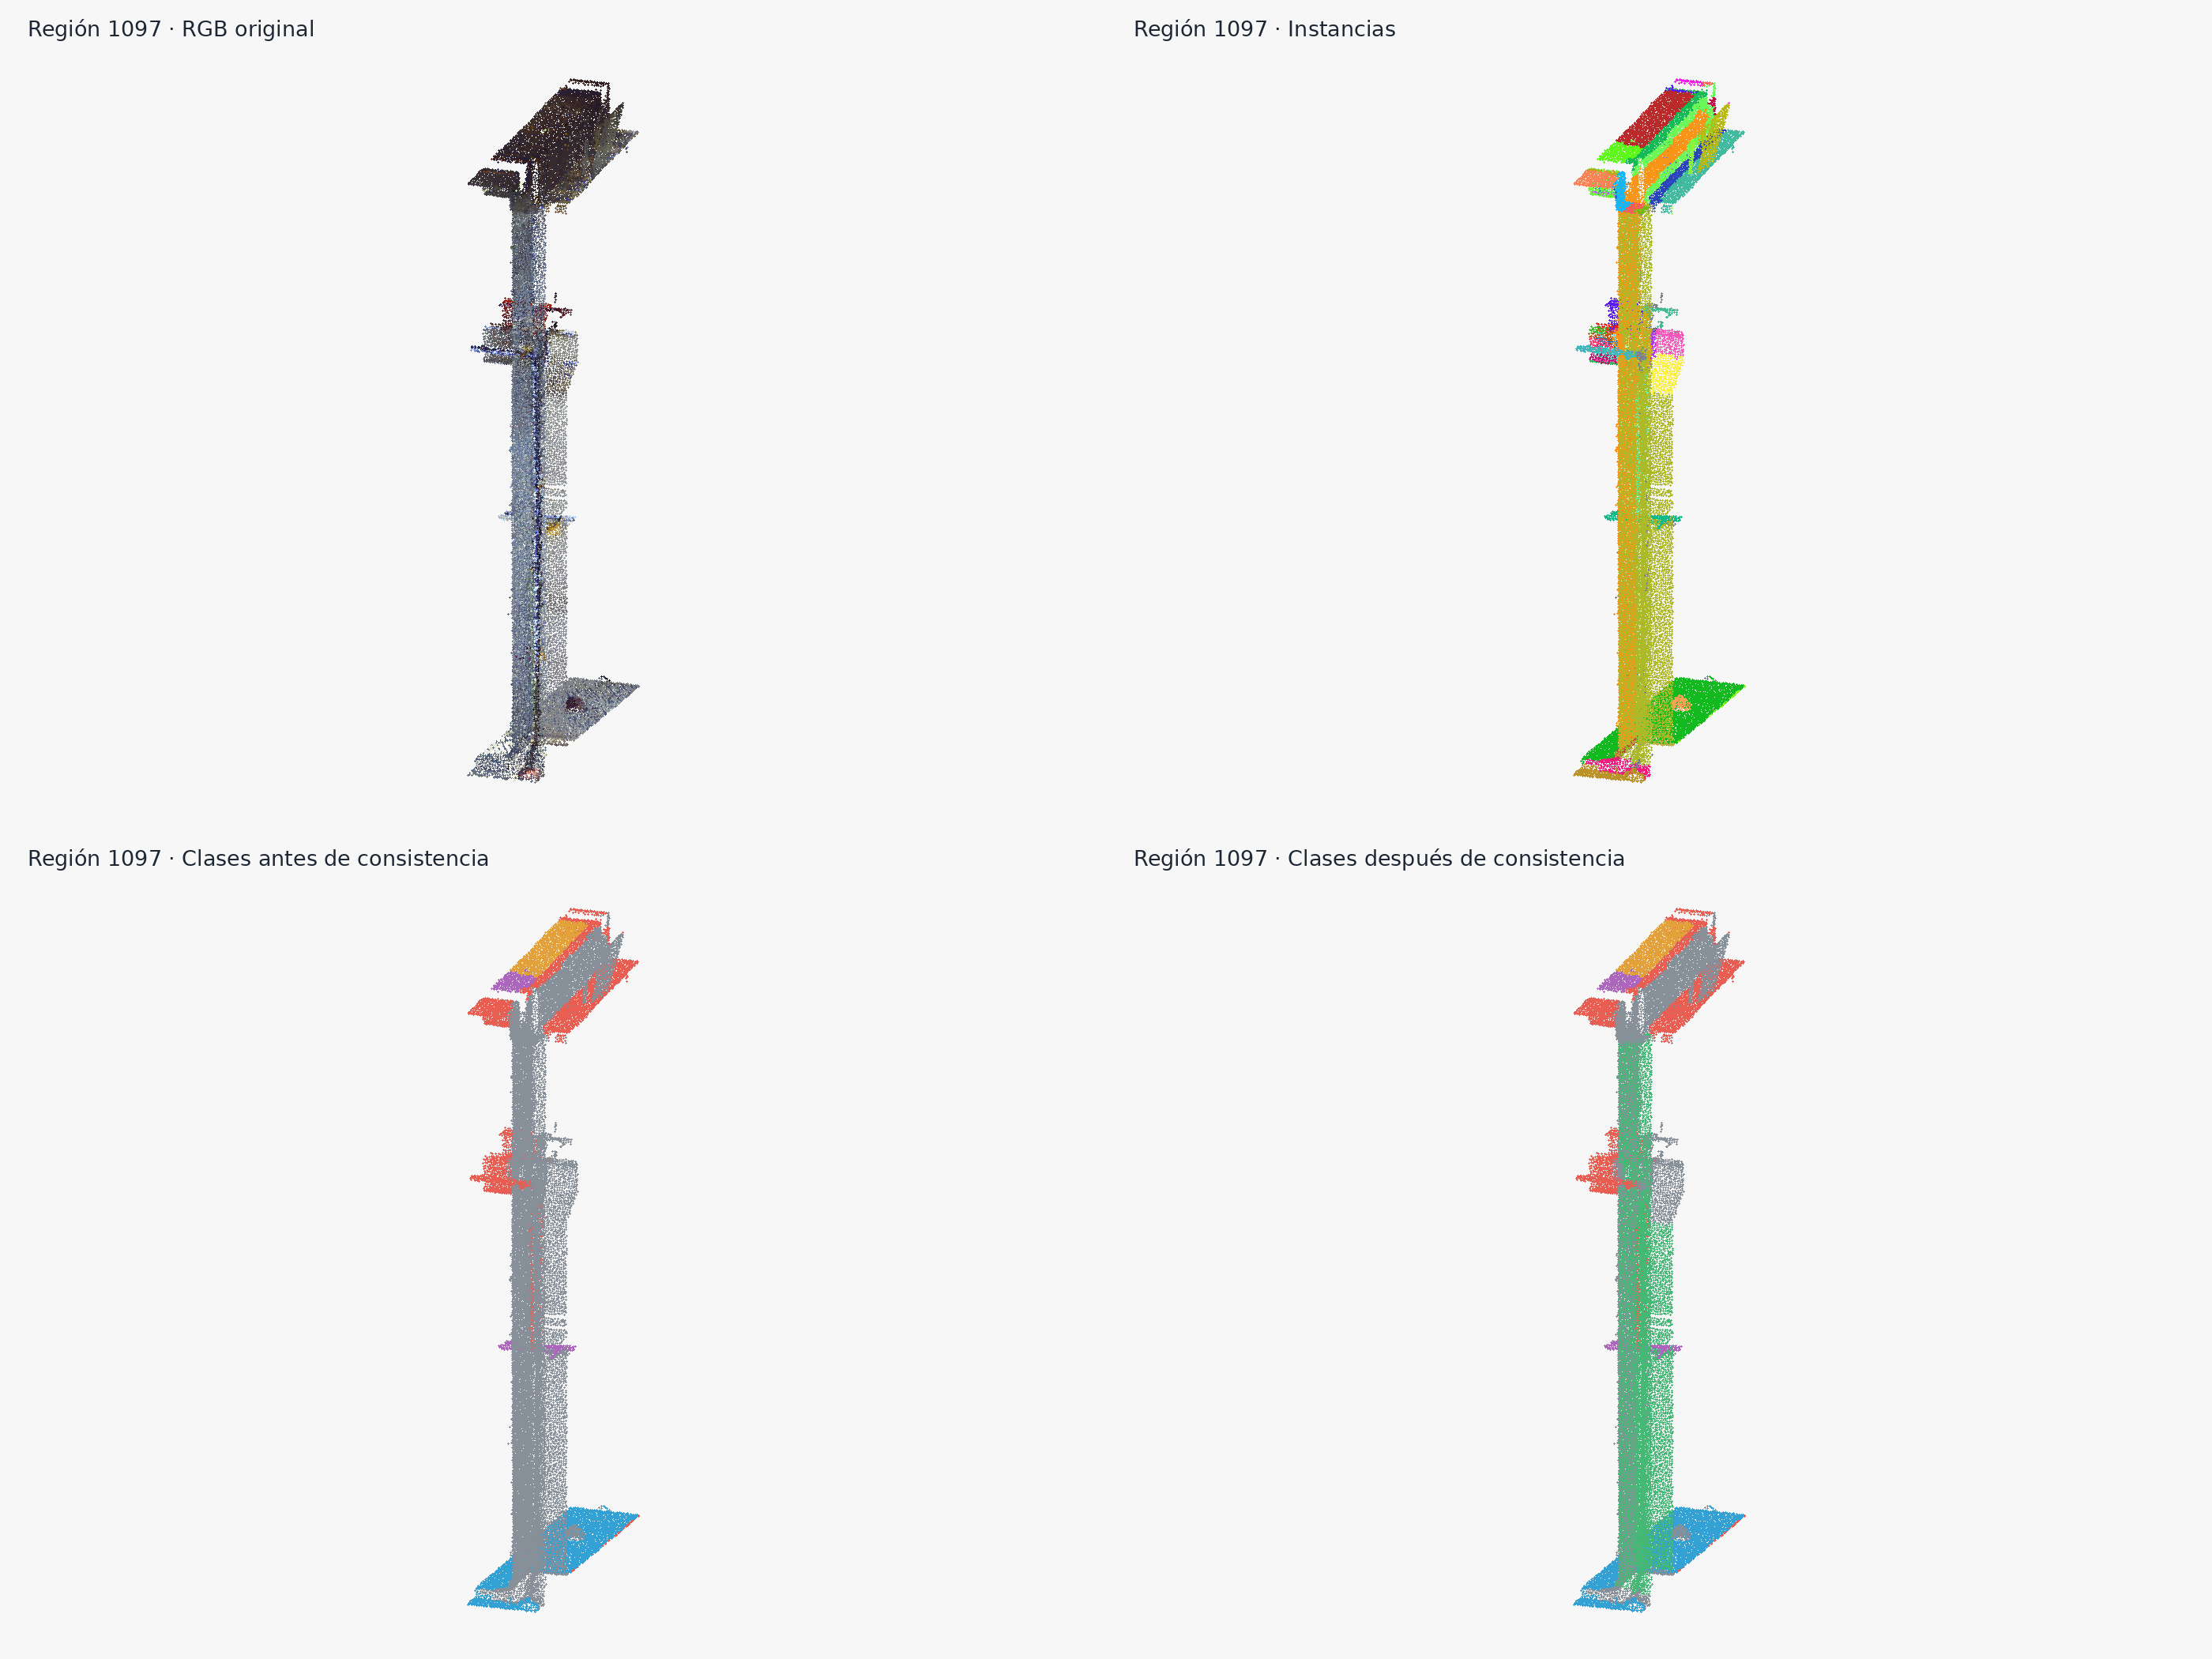 Región 1097 · RGB original
Región 1097 · Instancias
Región 1097 · Clases antes de consistencia
Región 1097 · Clases después de consistencia